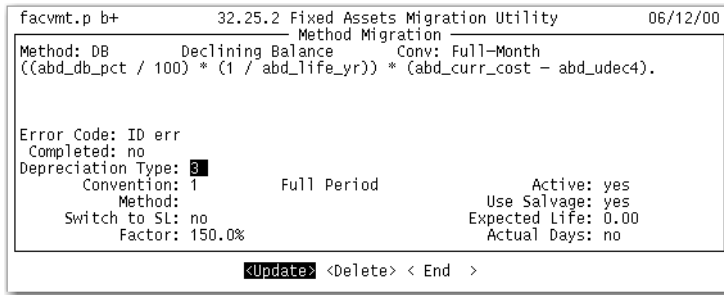 facvmt.p b+ 32.25.2 Fixed Assets Migration Utility 06/12/00
Method Migration
Method: DB Declining Balance Conv: Full-Month
((abd_db_pct / 100) * (1 / abd_life_yr)) * (abd_curr_cost – abd_udec4).
Error Code: ID err
Completed: no
Depreciation Type: 3
Convention: 1 Full Period Active: yes
Method: Use Salvage: yes
Switch to SL: no Expected Life: 0.00
Factor: 150.0% Actual Days: no
<Update> <Delete> < End >